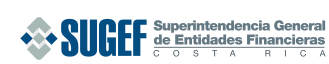 SUGEF
Superintendencia General
de Entidades Financieras
COSTA RICA